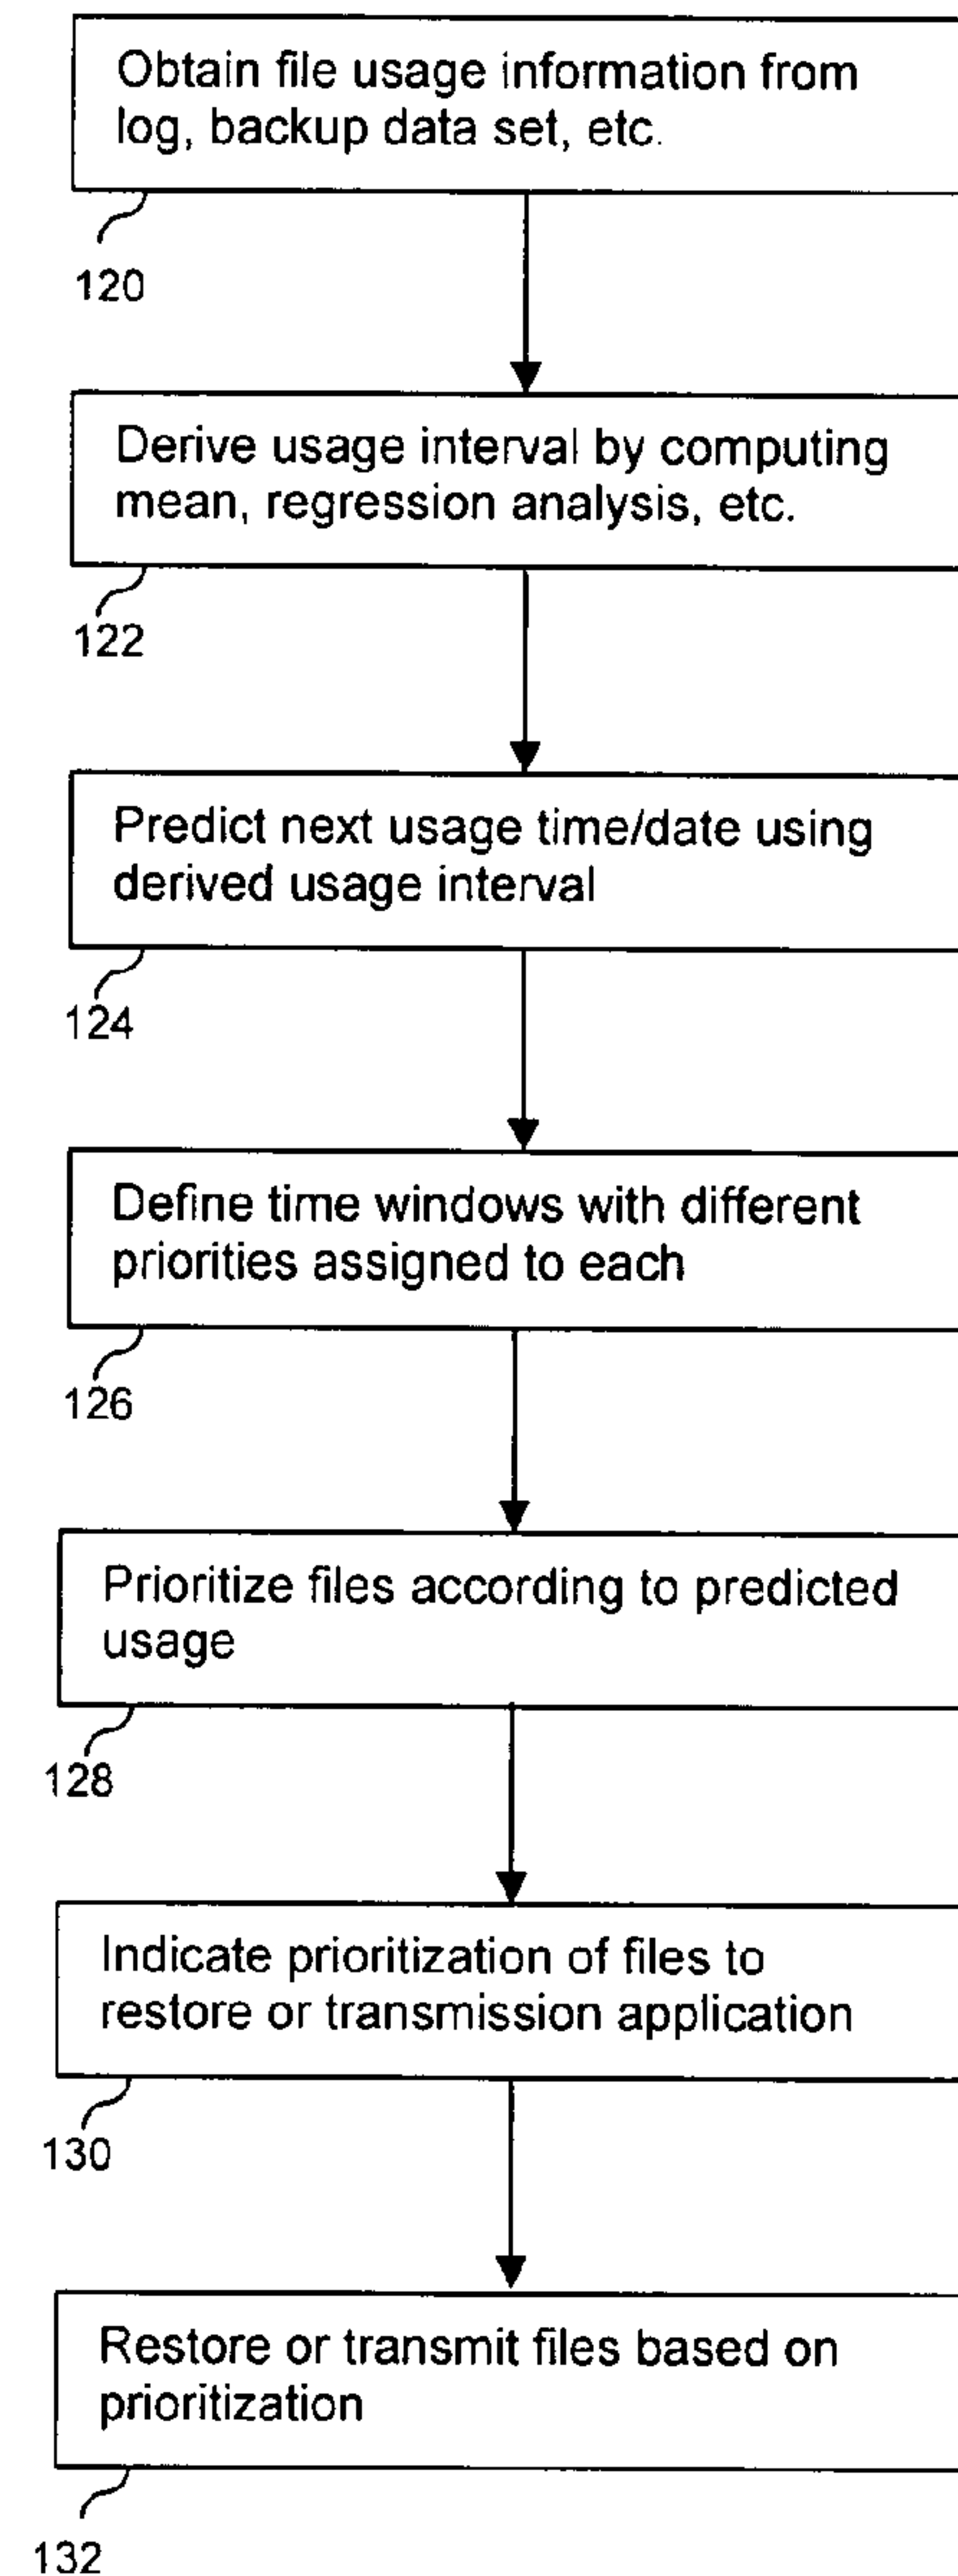 Obtain file usage information from
log, backup data set, etc.
120
Derive usage interval by computing
mean, regression analysis, etc.
122
Predict next usage time/date using
derived usage interval
124
Define time windows with different
priorities assigned to each
126
Prioritize files according to predicted
usage
128
Indicate prioritization of files to
restore or transmission application
130
Restore or transmit files based on
prioritization
132